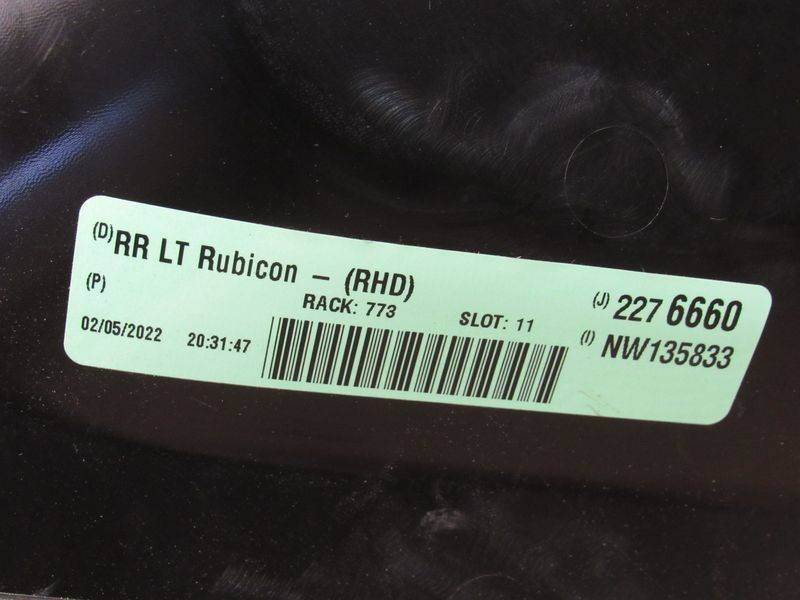 (D) RR LT Rubicon – (RHD)
(P) RACK: 773 SLOT: 11
02/05/2022 20:31:47
(J) 227 6660
(I) NW135833